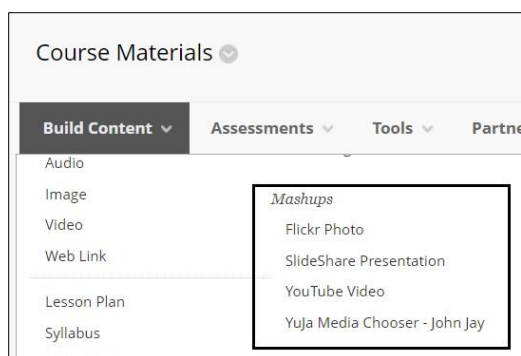 Course Materials
Build Content
Assessments
Tools
Audio
Image
Video
Web Link
Lesson Plan
Syllabus
Mashups
Flickr Photo
SlideShare Presentation
YouTube Video
YuJa Media Chooser - John Jay